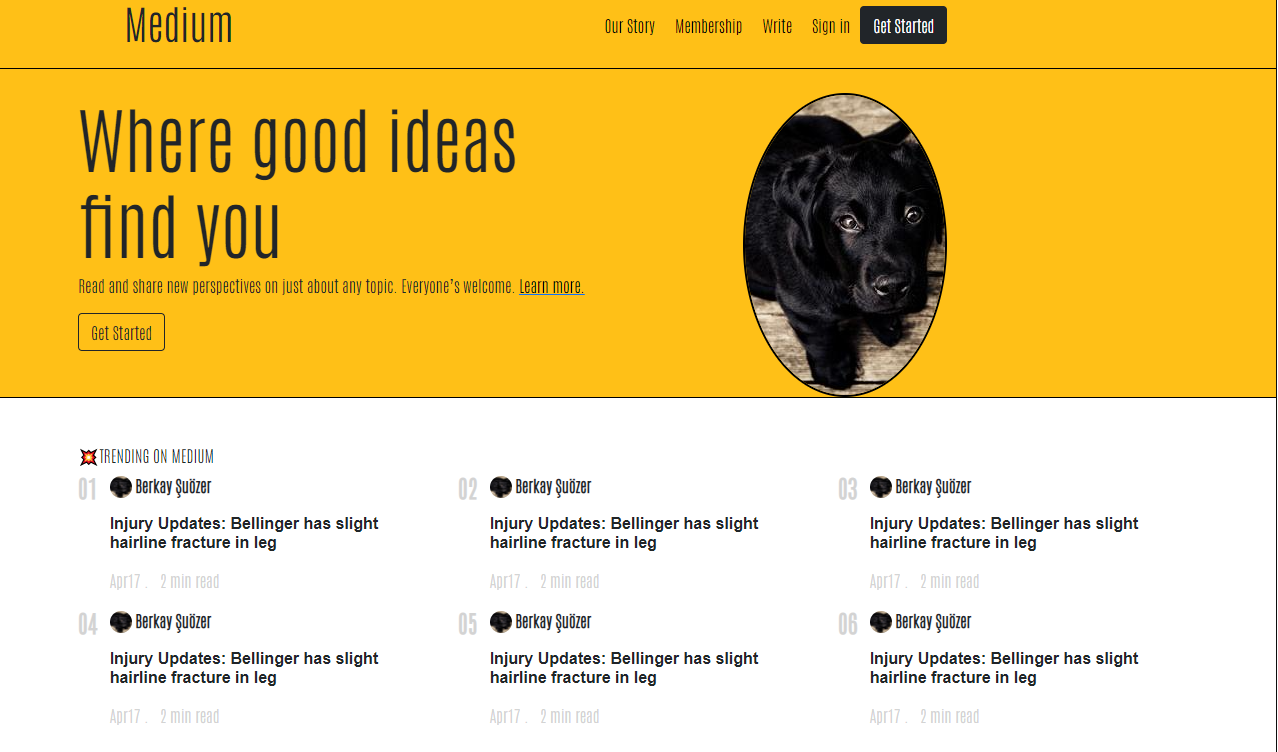 Medium
Our Story Membership Write Sign in Get Started
Where good ideas
find you
Read and share new perspectives on just about any topic. Everyone’s welcome. Learn more.
Get Started
💥TRENDING ON MEDIUM
01 Berkay Şuözer
Injury Updates: Bellinger has slight
hairline fracture in leg
Apr17 . 2 min read
02 Berkay Şuözer
Injury Updates: Bellinger has slight
hairline fracture in leg
Apr17 . 2 min read
03 Berkay Şuözer
Injury Updates: Bellinger has slight
hairline fracture in leg
Apr17 . 2 min read
04 Berkay Şuözer
Injury Updates: Bellinger has slight
hairline fracture in leg
Apr17 . 2 min read
05 Berkay Şuözer
Injury Updates: Bellinger has slight
hairline fracture in leg
Apr17 . 2 min read
06 Berkay Şuözer
Injury Updates: Bellinger has slight
hairline fracture in leg
Apr17 . 2 min read